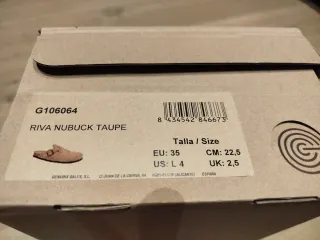 G106064
8 434542 846673
RIVA NUBUCK TAUPE
Talla / Size
EU: 35 CM: 22,5
US: L 4 UK: 2,5
ESPAÑA